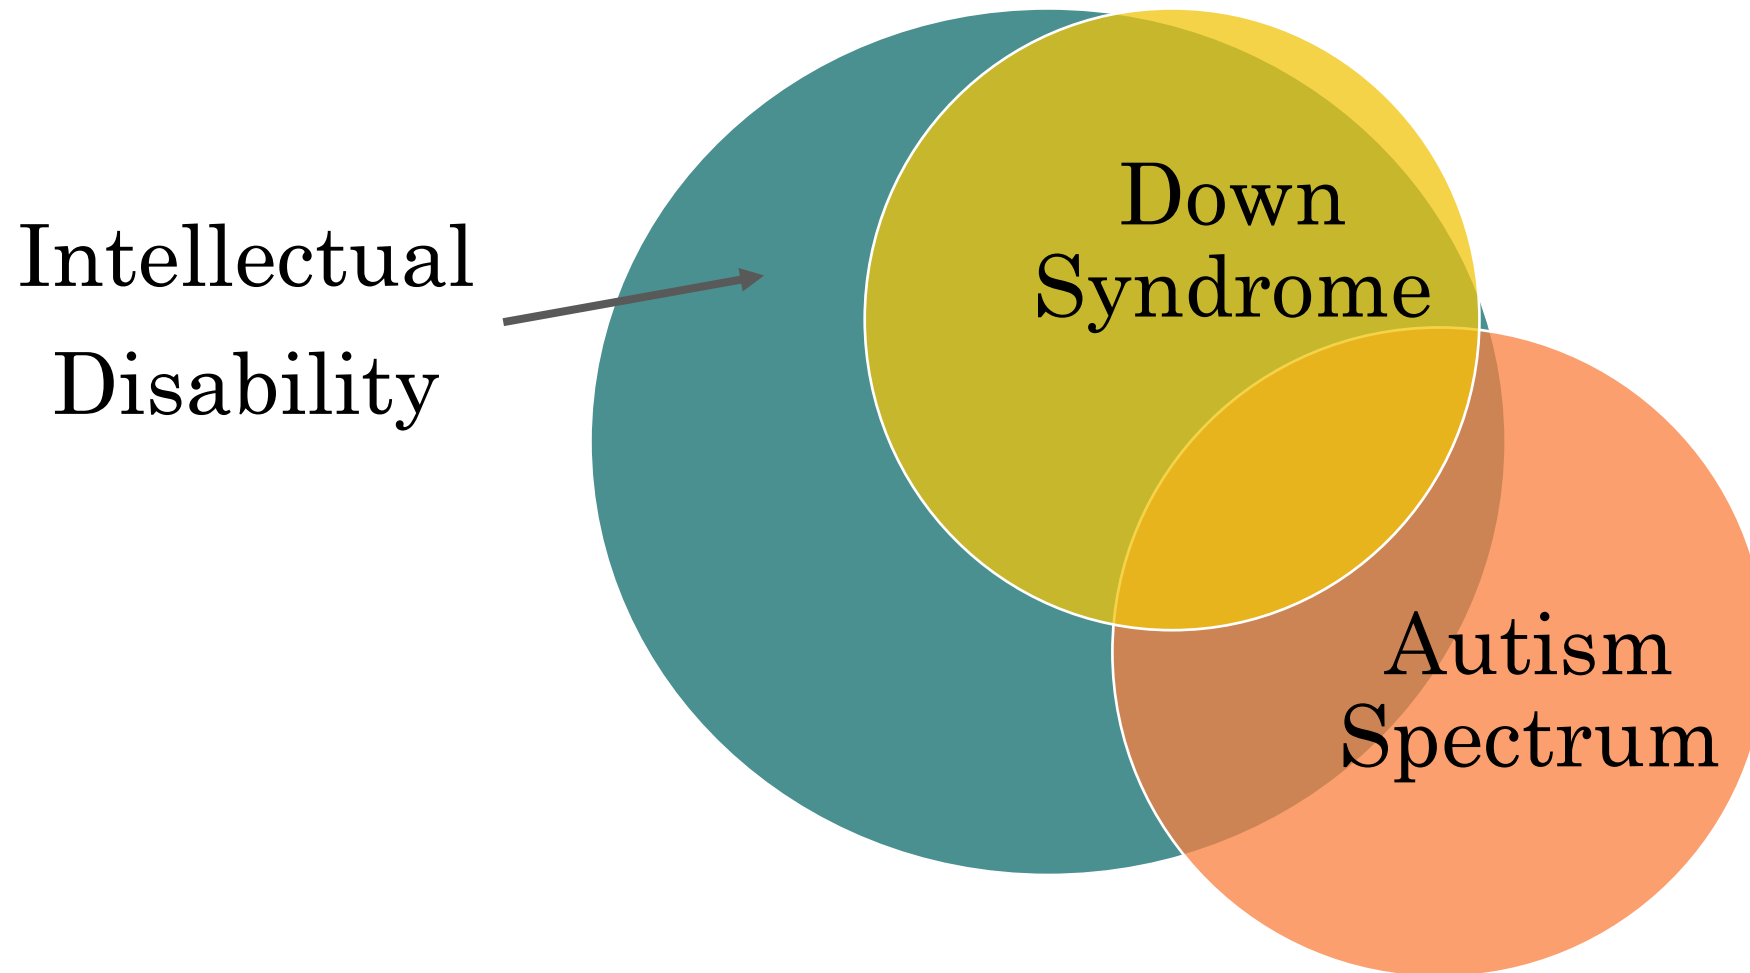 Intellectual
Disability
Down
Syndrome
Autism
Spectrum